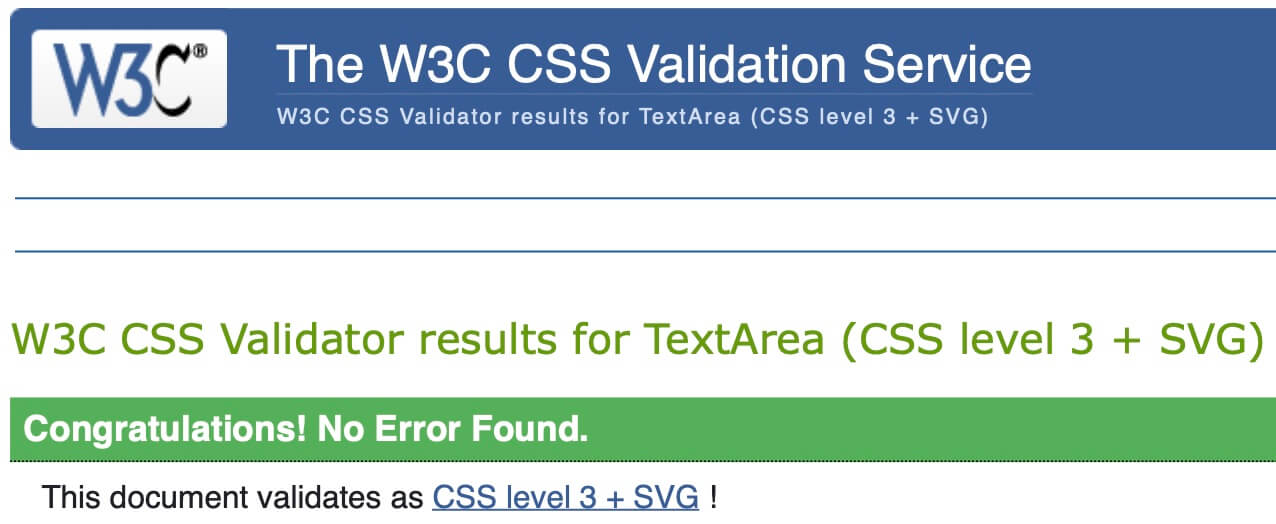 W3C®
The W3C CSS Validation Service
W3C CSS Validator results for TextArea (CSS level 3 + SVG)
W3C CSS Validator results for TextArea (CSS level 3 + SVG)
Congratulations! No Error Found.
This document validates as CSS level 3 + SVG !